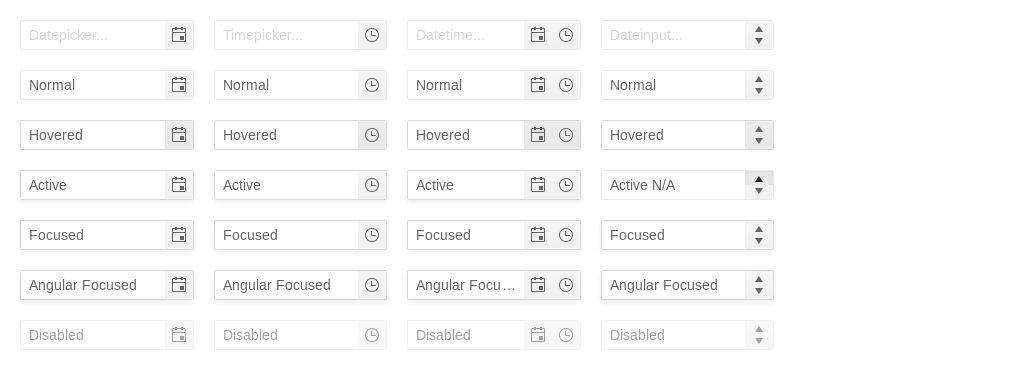 Datepicker... Timepicker... Datetime... Dateinput...
Normal Normal Normal Normal
Hovered Hovered Hovered Hovered
Active Active Active Active N/A
Focused Focused Focused Focused
Angular Focused Angular Focused Angular Focu... Angular Focused
Disabled Disabled Disabled Disabled